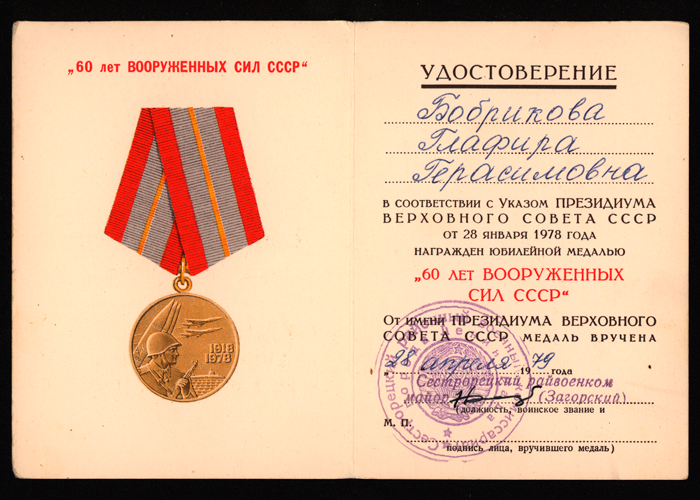 „60 лет ВООРУЖЕННЫХ СИЛ СССР“
1918
1978
УДОСТОВЕРЕНИЕ
Бобрикова
Глафира
Герасимовна
В СООТВЕТСТВИИ С УКАЗОМ ПРЕЗИДИУМА
ВЕРХОВНОГО СОВЕТА СССР
ОТ 28 ЯНВАРЯ 1978 ГОДА
НАГРАЖДЕН ЮБИЛЕЙНОЙ МЕДАЛЬЮ
„60 ЛЕТ ВООРУЖЕННЫХ
СИЛ СССР“
От имени ПРЕЗИДИУМА ВЕРХОВНОГО
СОВЕТА СССР МЕДАЛЬ ВРУЧЕНА
„28 апреля 1979 года
Сестрорецкий райвоенком
майор (Загорский)
(должность, воинское звание и
М. П.
подпись лица, вручившего медаль)